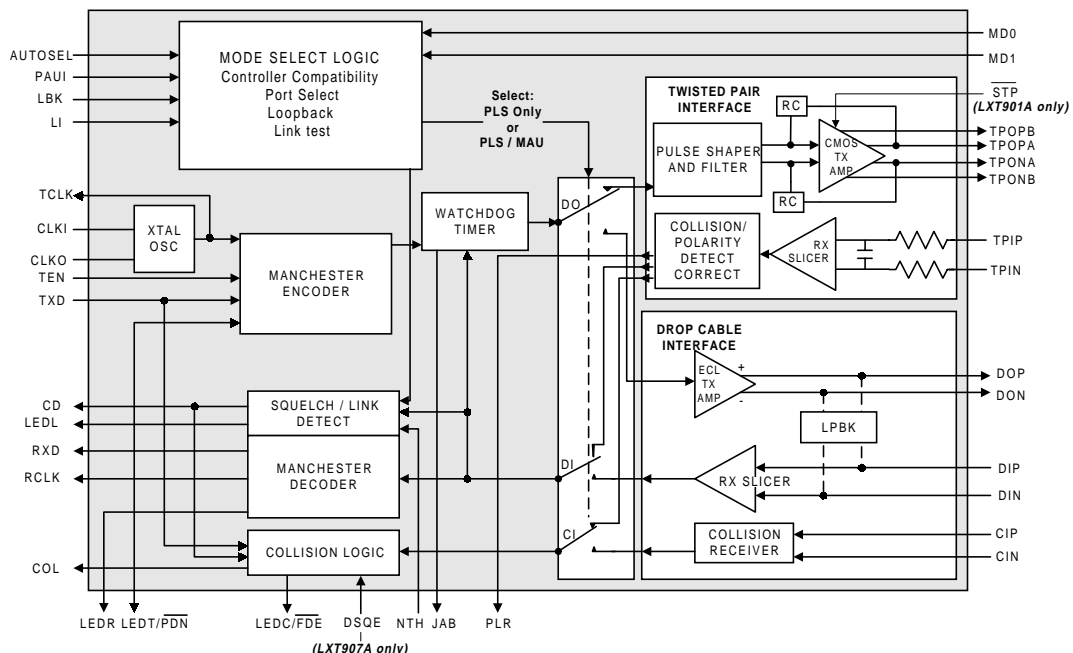 MODE SELECT LOGIC
Controller Compatibility
Port Select
Loopback
Link test
AUTOSEL
PAUI
LBK
LI
MD0
MD1
Select:
PLS Only
or
PLS / MAU
TWISTED PAIR
INTERFACE
STP
(LXT901A only)
RC
PULSE SHAPER
AND FILTER
CMOS
TX
AMP
RC
TPOPB
TPOPA
TPONA
TPONB
TCLK
CLKI
CLKO
TEN
TXD
XTAL
OSC
MANCHESTER
ENCODER
WATCHDOG
TIMER
DO
COLLISION/
POLARITY
DETECT
CORRECT
RX
SLICER
TPIP
TPIN
DROP CABLE
INTERFACE
ECL
TX
AMP
+
-
DOP
DON
LPBK
CD
LEDL
RXD
RCLK
SQUELCH / LINK
DETECT
MANCHESTER
DECODER
DI
RX SLICER
DIP
DIN
COLLISION LOGIC
CI
COLLISION
RECEIVER
CIP
CIN
COL
LEDR
LEDT/PDN
LEDC/FDE
DSQE
NTH
JAB
PLR
(LXT907A only)